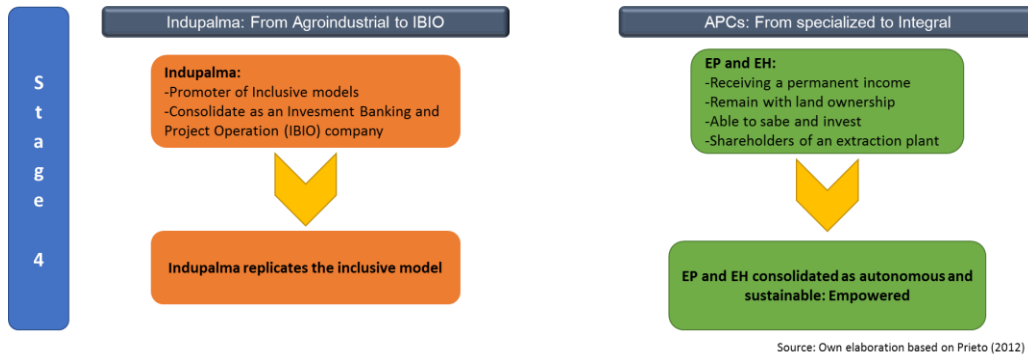 Stage 4
Indupalma: From Agroindustrial to IBIO
Indupalma:
-Promoter of Inclusive models
-Consolidate as an Invesment Banking and
Project Operation (IBIO) company
Indupalma replicates the inclusive model
APCs: From specialized to Integral
EP and EH:
-Receiving a permanent income
-Remain with land ownership
-Able to sabe and invest
-Shareholders of an extraction plant
EP and EH consolidated as autonomous and
sustainable: Empowered
Source: Own elaboration based on Prieto (2012)